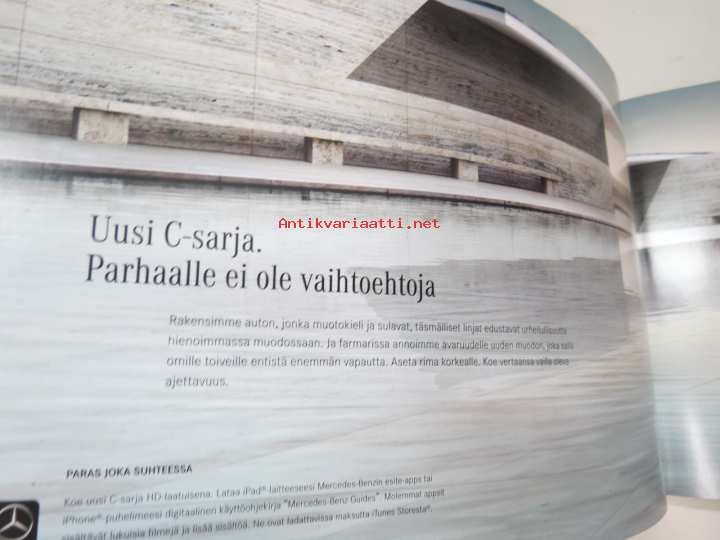 Antikvariaatti.net
Uusi C-sarja.
Parhaalle ei ole vaihtoehtoja
Rakensimme auton, jonka muotokieli ja sulavat, täsmälliset linjat edustavat urheilullisuutta
hienoimmassa muodossaan. Ja farmarissa annoimme avaruudelle uuden muodon, joka sallii
omille toiveille entistä enemmän vapautta. Aseta rima korkealle. Koe vertaansa vailla oleva
ajettavuus.
PARAS JOKA SUHTEESSA
Koe uusi C-sarja HD-laatuisena. Lataa iPad®-laitteeseesi Mercedes-Benzin esite-apps tai
iPhone®-puhelimeesi digitaalinen käyttöohjekirja "Mercedes-Benz Guides". Molemmat appsit
sisältävät lukuisia filmejä ja lisää sisältöä. Ne ovat ladattavissa maksutta iTunes Storesta®.